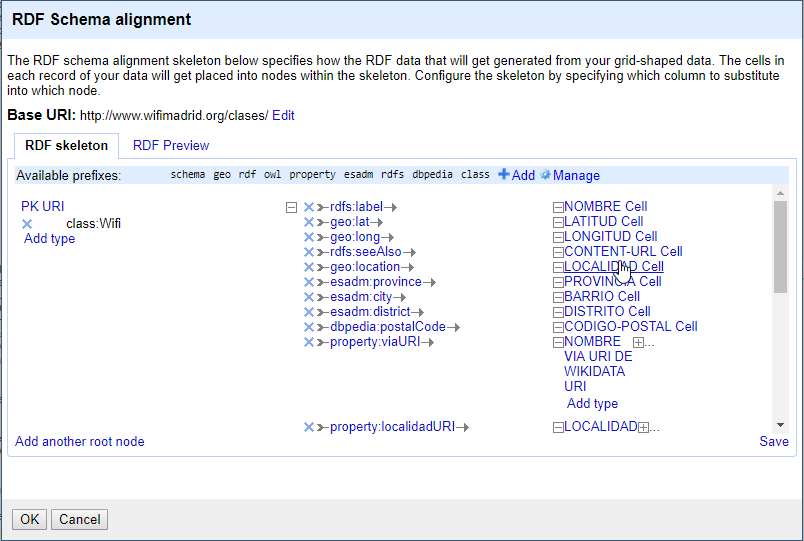 RDF Schema alignment
The RDF schema alignment skeleton below specifies how the RDF data that will get generated from your grid-shaped data. The cells in
each record of your data will get placed into nodes within the skeleton. Configure the skeleton by specifying which column to substitute
into which node.
Base URI: http://www.wifimadrid.org/clases/ Edit
RDF skeleton RDF Preview
Available prefixes: schema geo rdf owl property esadm rdfs dbpedia class Add Manage
PK URI rdfs:label NOMBRE Cell
class:Wifi geo:lat LATITUD Cell
Add type geo:long LONGITUD Cell
rdfs:seeAlso CONTENT-URL Cell
geo:location LOCALIDAD Cell
esadm:province PROVINCIA Cell
esadm:city BARRIO Cell
esadm:district DISTRITO Cell
dbpedia:postalCode CODIGO-POSTAL Cell
property:viaURI NOMBRE ...
VIA URI DE
WIKIDATA
URI
Add type
property:localidadURI LOCALIDAD ...
Add another root node Save
OK Cancel